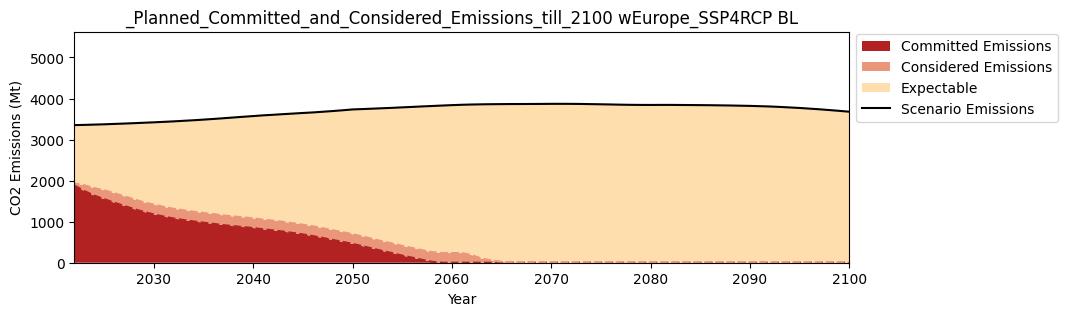 _Planned_Committed_and_Considered_Emissions_till_2100 wEurope_SSP4RCP BL
CO2 Emissions (Mt)
5000
4000
3000
2000
1000
0
2030 2040 2050 2060 2070 2080 2090 2100
Year
Committed Emissions
Considered Emissions
Expectable
Scenario Emissions